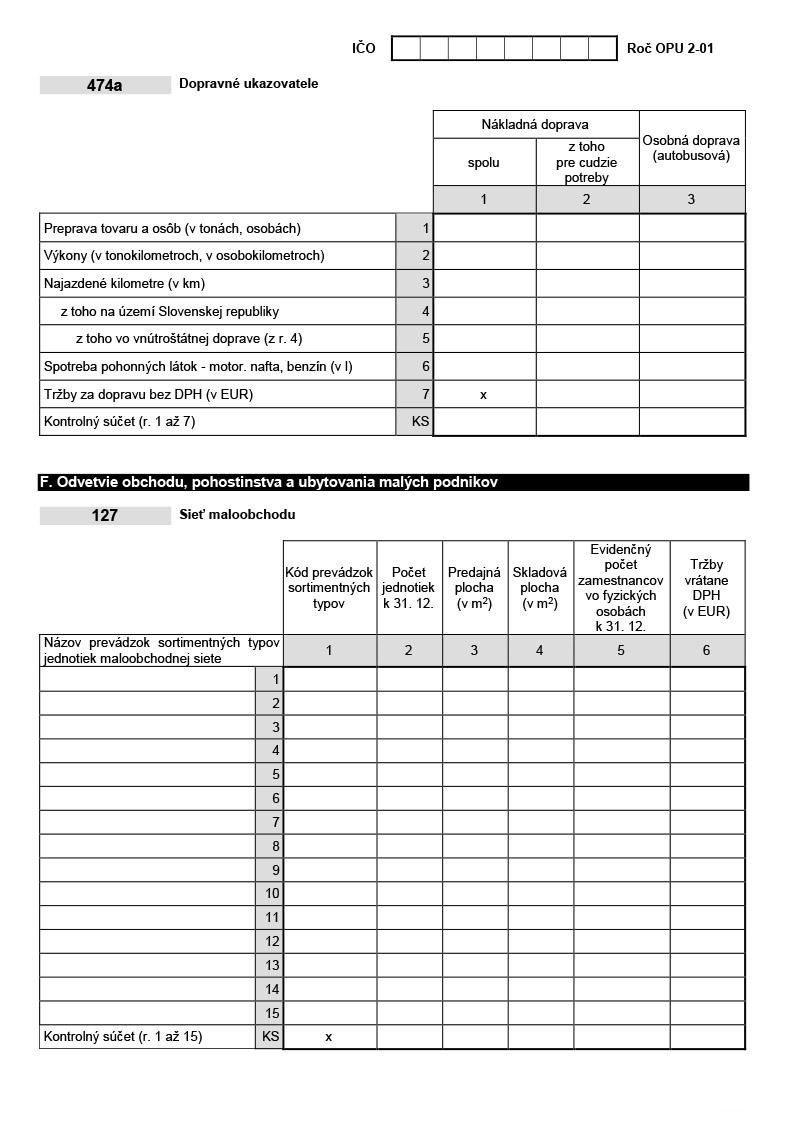 IČO Roč OPU 2-01
474a Dopravné ukazovatele
Nákladná doprava
Osobná doprava
(autobusová)
spolu
z toho
pre cudzie
potreby
1 2 3
Preprava tovaru a osôb (v tonách, osobách) 1
Výkony (v tonokilometroch, v osobokilometroch) 2
Najazdené kilometre (v km) 3
z toho na území Slovenskej republiky 4
z toho vo vnútroštátnej doprave (z r. 4) 5
Spotreba pohonných látok - motor. nafta, benzín (v l) 6
Tržby za dopravu bez DPH (v EUR) 7 x
Kontrolný súčet (r. 1 až 7) KS
F. Odvetvie obchodu, pohostinstva a ubytovania malých podnikov
127 Sieť maloobchodu
Kód prevádzok
sortimentných
typov
Počet
jednotiek
k 31. 12.
Predajná
plocha
(v m²)
Skladová
plocha
(v m²)
Evidenčný
počet
zamestnancov
vo fyzických
osobách
k 31. 12.
Tržby
vrátane
DPH
(v EUR)
Názov prevádzok sortimentných typov
jednotiek maloobchodnej siete
1 2 3 4 5 6
1
2
3
4
5
6
7
8
9
10
11
12
13
14
15
Kontrolný súčet (r. 1 až 15) KS x